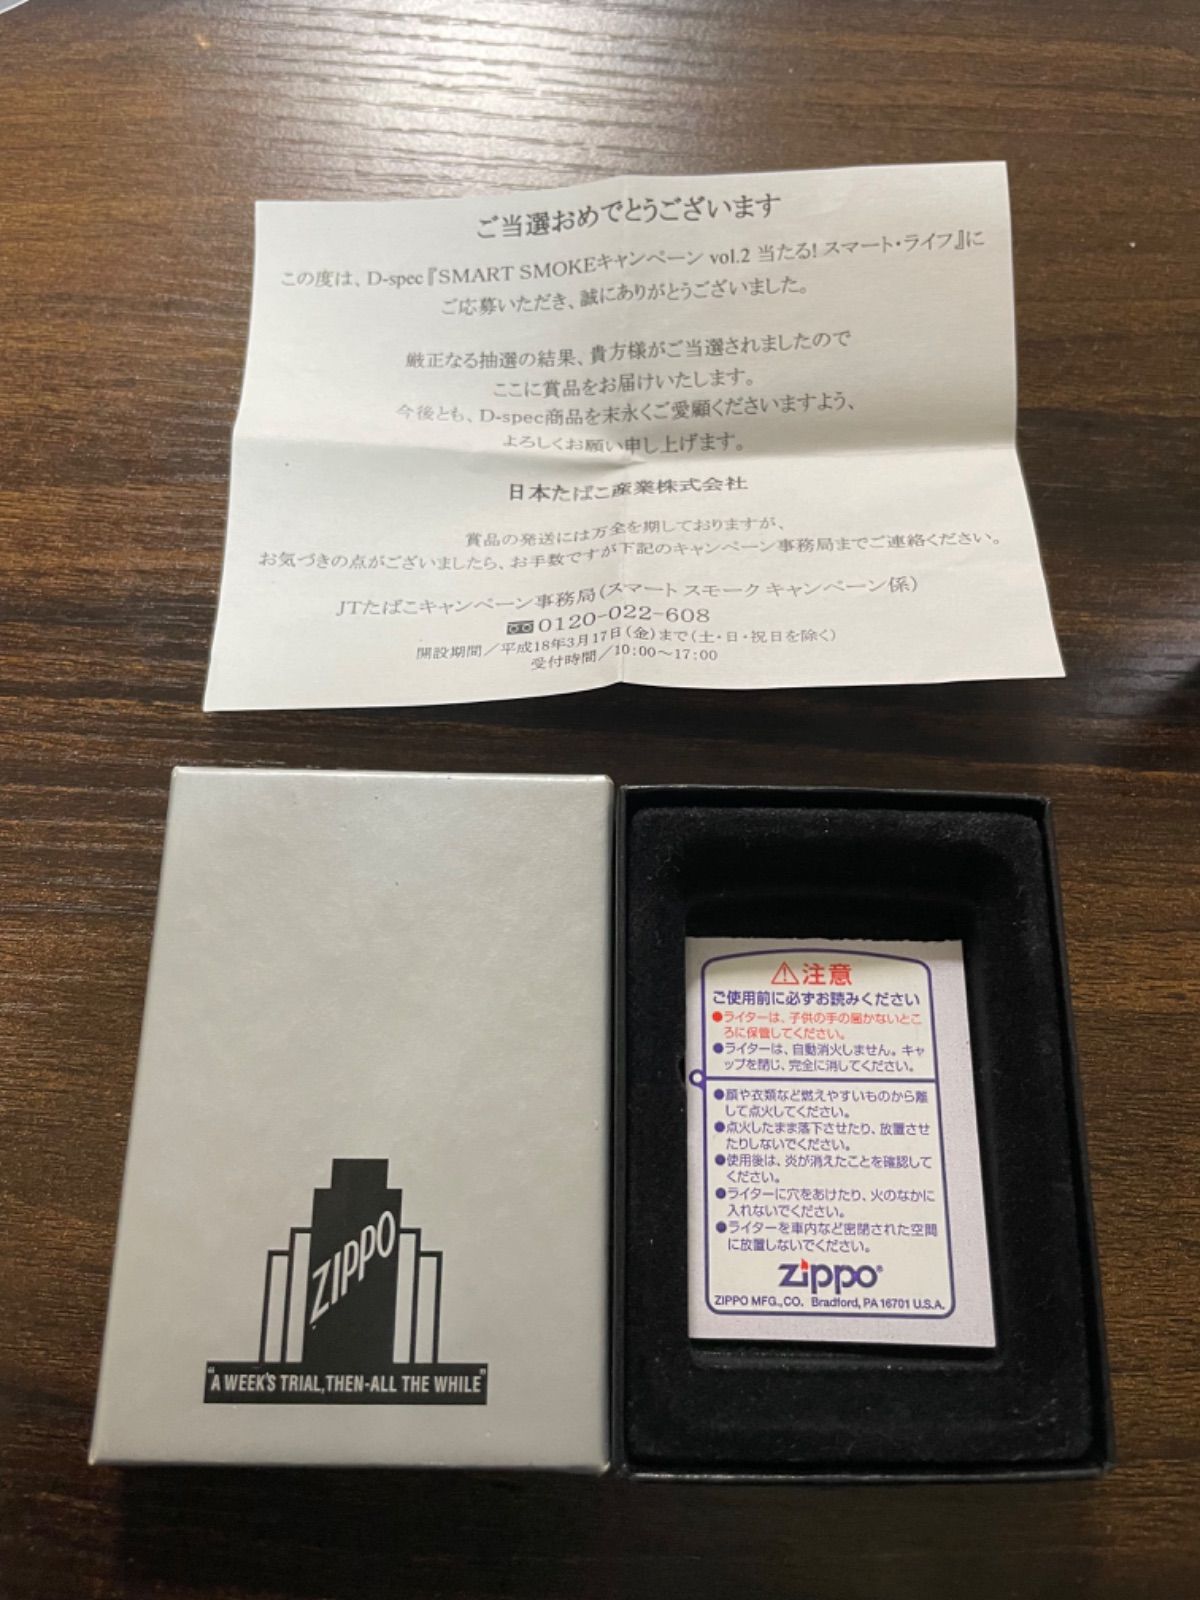 ご当選おめでとうございます
この度は、D-spec『SMART SMOKEキャンペーン vol.2 当たる! スマート・ライフ』に
ご応募いただき、誠にありがとうございました。
厳正なる抽選の結果、貴方様がご当選されましたので
ここに賞品をお届けいたします。
今後とも、D-spec商品を末永くご愛顧くださいますよう、
よろしくお願い申し上げます。
日本たばこ産業株式会社
賞品の発送には万全を期しておりますが、
お気づきの点がございましたら、お手数ですが下記のキャンペーン事務局までご連絡ください。
JTたばこキャンペーン事務局(スマート スモーク キャンペーン係)
0120-022-608
開設期間/平成18年3月17日(金)まで(土・日・祝日を除く)
受付時間/10:00〜17:00
ZIPPO
"A WEEK'S TRIAL, THEN-ALL THE WHILE"
⚠注意
ご使用前に必ずお読みください
●ライターは、子供の手の届かないとこ
ろに保管してください。
●ライターは、自動消火しません。キャ
ップを閉じ、完全に消してください。
●顔や衣類など燃えやすいものから離
して点火してください。
●点火したまま落下させたり、放置させ
たりしないでください。
●使用後は、炎が消えたことを確認して
ください。
●ライターに穴をあけたり、火のなかに
入れないでください。
●ライターを車内など密閉された空間
に放置しないでください。
zippo®
ZIPPO MFG.,CO. Bradford, PA 16701 U.S.A.